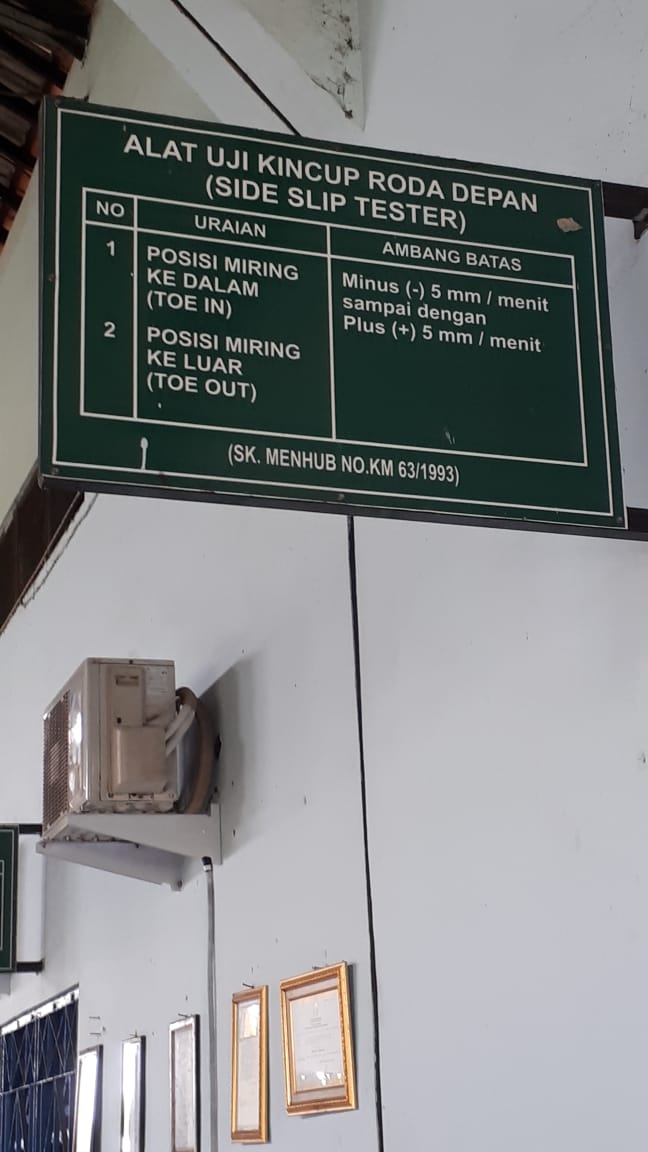 ALAT UJI KINCUP RODA DEPAN
(SIDE SLIP TESTER)
NO URAIAN AMBANG BATAS
1 POSISI MIRING
KE DALAM
(TOE IN)
2 POSISI MIRING
KE LUAR
(TOE OUT)
Minus (-) 5 mm / menit
sampai dengan
Plus (+) 5 mm / menit
(SK. MENHUB NO.KM 63/1993)